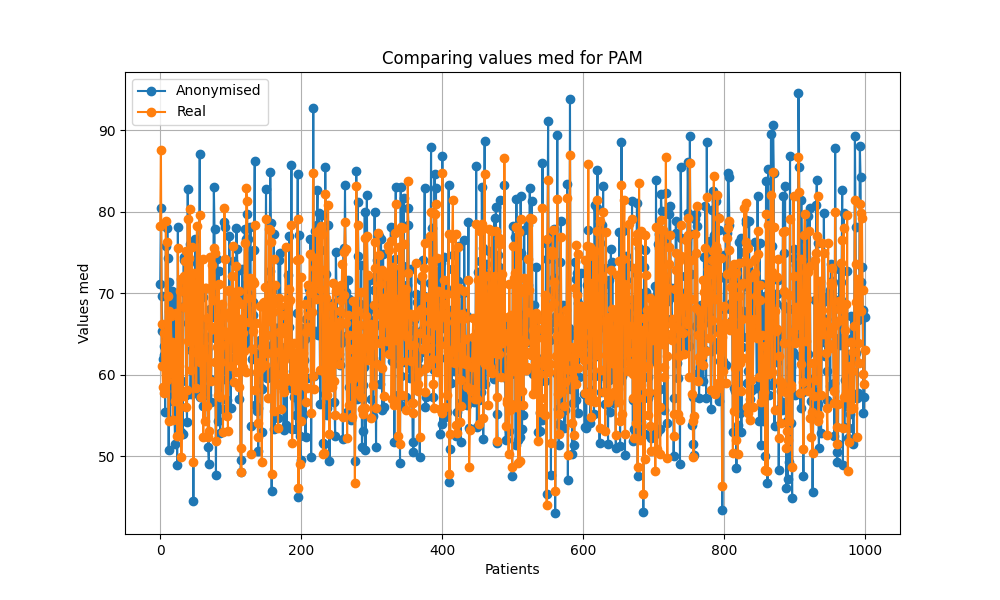 Comparing values med for PAM
Anonymised
Real
90
80
70
60
50
Values med
0 200 400 600 800 1000
Patients